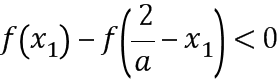 f(x₁) − f(2/a − x₁) < 0